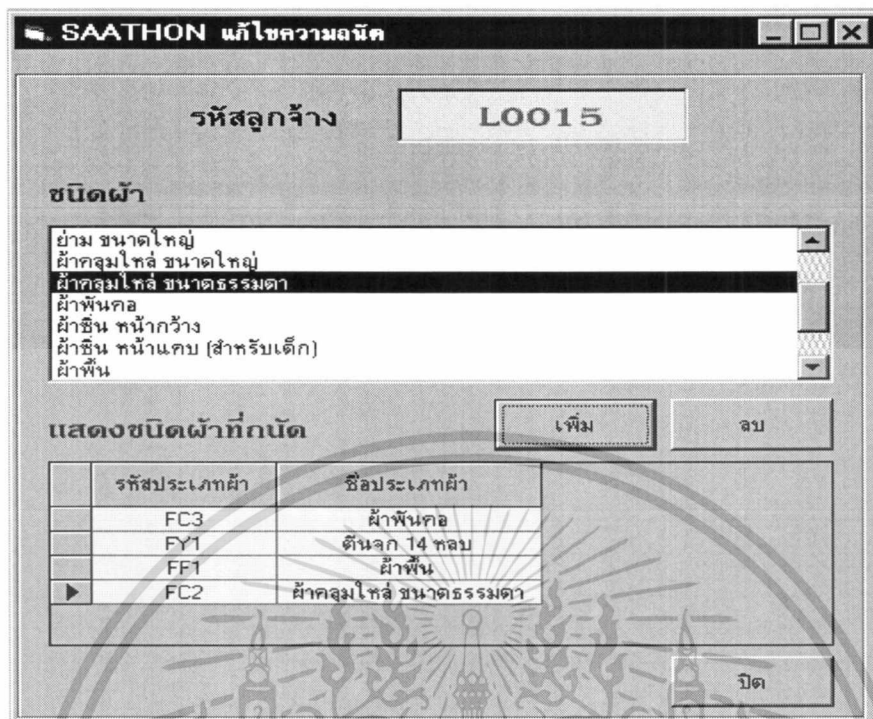 SAATHON แก้ไขความถนัด
รหัสลูกจ้าง L0015
ชนิดผ้า
ย่าม ขนาดใหญ่
ผ้าคลุมไหล่ ขนาดใหญ่
ผ้าคลุมไหล่ ขนาดธรรมดา
ผ้าพันคอ
ผ้าซิ่น หน้ากว้าง
ผ้าซิ่น หน้าแคบ (สำหรับเด็ก)
ผ้าพื้น
แสดงชนิดผ้าที่ถนัด เพิ่ม ลบ
รหัสประเภทผ้า ชื่อประเภทผ้า
FC3 ผ้าพันคอ
FY1 ตีนจก 14 หลบ
FF1 ผ้าพื้น
FC2 ผ้าคลุมไหล่ ขนาดธรรมดา
ปิด